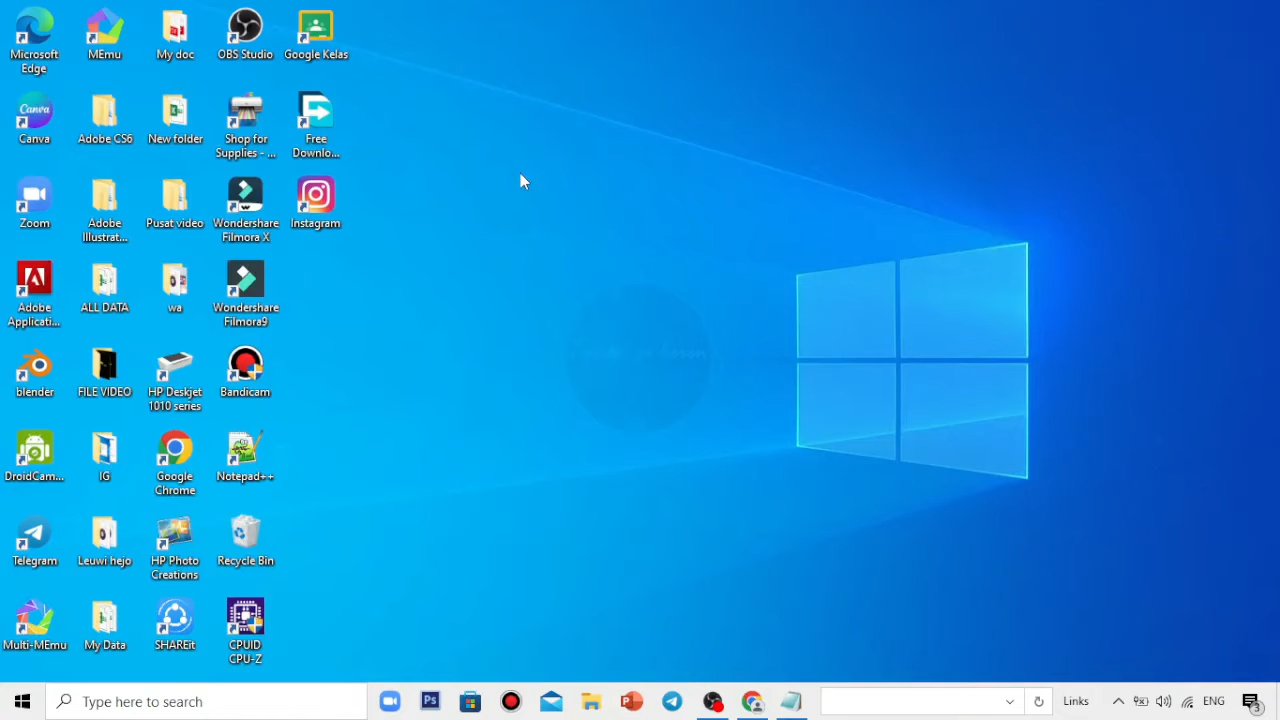 Microsoft
Edge
MEmu
My doc
OBS Studio
Google Kelas
Canva
Canva
Adobe CS6
New folder
Shop for
Supplies - ...
Free
Downlo...
Zoom
Adobe
Illustrat...
Pusat video
Wondershare
Filmora X
Instagram
Adobe
Applicati...
ALL DATA
wa
Wondershare
Filmora9
blender
FILE VIDEO
HP Deskjet
1010 series
Bandicam
DroidCam...
IG
Google
Chrome
Notepad++
Telegram
Leuwi hejo
HP Photo
Creations
Recycle Bin
Multi-MEmu
My Data
SHAREit
CPUID
CPU-Z
Type here to search
Ps
Links
ENG
3